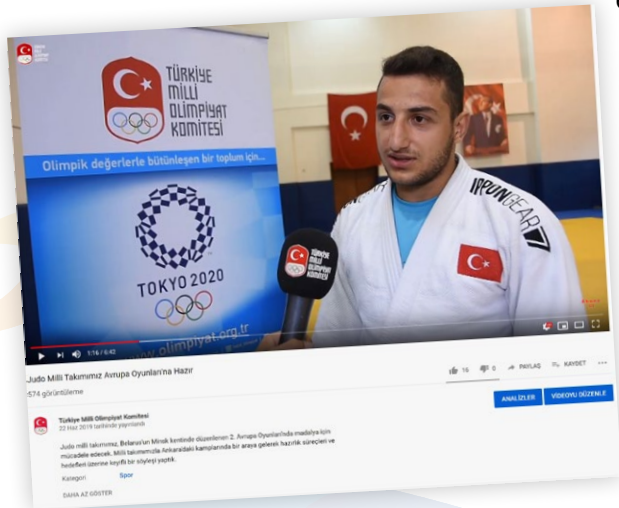 TÜRKİYE
MİLLİ
OLİMPİYAT
KOMİTESİ
Olimpik değerlerle bütünleşen bir toplum için...
TOKYO 2020
www.olimpiyat.org.tr
TÜRKİYE
MİLLİ
OLİMPİYAT
KOMİTESİ
IPPONGEAR
1:16 / 6:42
Judo Milli Takımımız Avrupa Oyunları'na Hazır
574 görüntüleme
16
0
PAYLAŞ
KAYDET
ANALİZLER
VİDEOYU DÜZENLE
Türkiye Milli Olimpiyat Komitesi
22 Haz 2019 tarihinde yayınlandı
Judo milli takımımız, Belarus'un Minsk kentinde düzenlenen 2. Avrupa Oyunları'nda madalya için
mücadele edecek. Milli takımımızla Ankara'daki kamplarında bir araya gelerek hazırlık süreçleri ve
hedefleri üzerine keyifli bir söyleşi yaptık.
Kategori
Spor
DAHA AZ GÖSTER